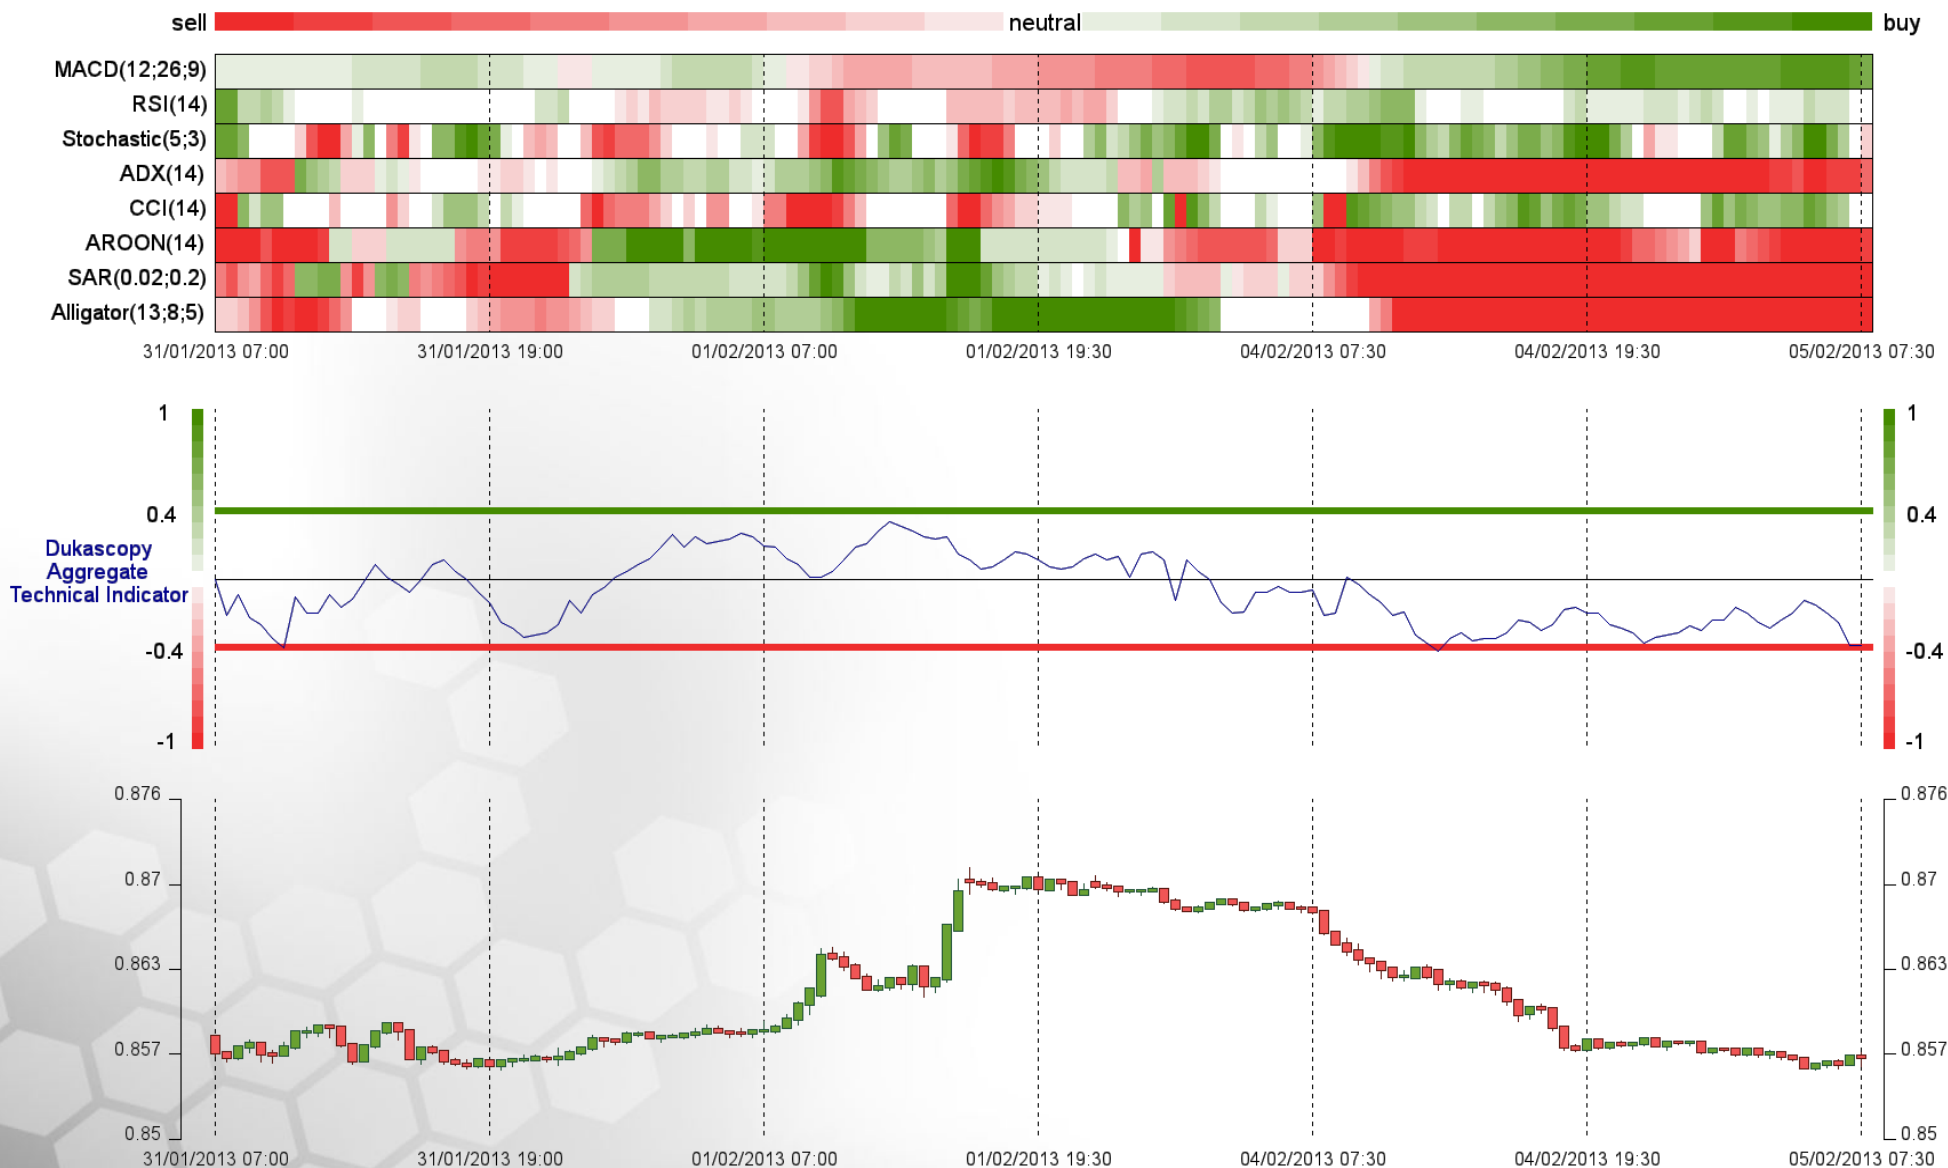 sell neutral buy
MACD(12;26;9)
RSI(14)
Stochastic(5;3)
ADX(14)
CCI(14)
AROON(14)
SAR(0.02;0.2)
Alligator(13;8;5)
31/01/2013 07:00 31/01/2013 19:00 01/02/2013 07:00 01/02/2013 19:30 04/02/2013 07:30 04/02/2013 19:30 05/02/2013 07:30
1 1
0.4 0.4
Dukascopy
Aggregate
Technical Indicator
-0.4 -0.4
-1 -1
0.876 0.876
0.87 0.87
0.863 0.863
0.857 0.857
0.85 0.85
31/01/2013 07:00 31/01/2013 19:00 01/02/2013 07:00 01/02/2013 19:30 04/02/2013 07:30 04/02/2013 19:30 05/02/2013 07:30